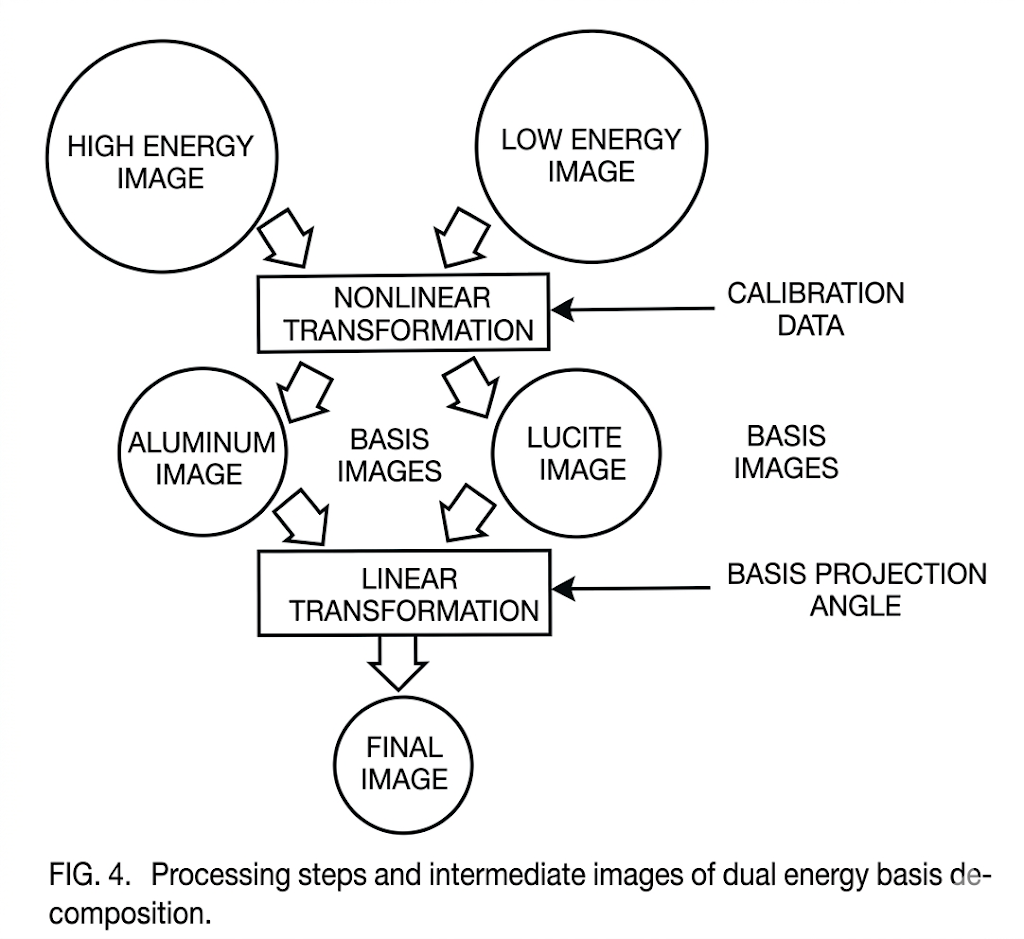 HIGH ENERGY
IMAGE
LOW ENERGY
IMAGE
NONLINEAR
TRANSFORMATION
CALIBRATION
DATA
ALUMINUM
IMAGE
BASIS
IMAGES
LUCITE
IMAGE
BASIS
IMAGES
LINEAR
TRANSFORMATION
BASIS PROJECTION
ANGLE
FINAL
IMAGE
FIG. 4. Processing steps and intermediate images of dual energy basis de-
composition.